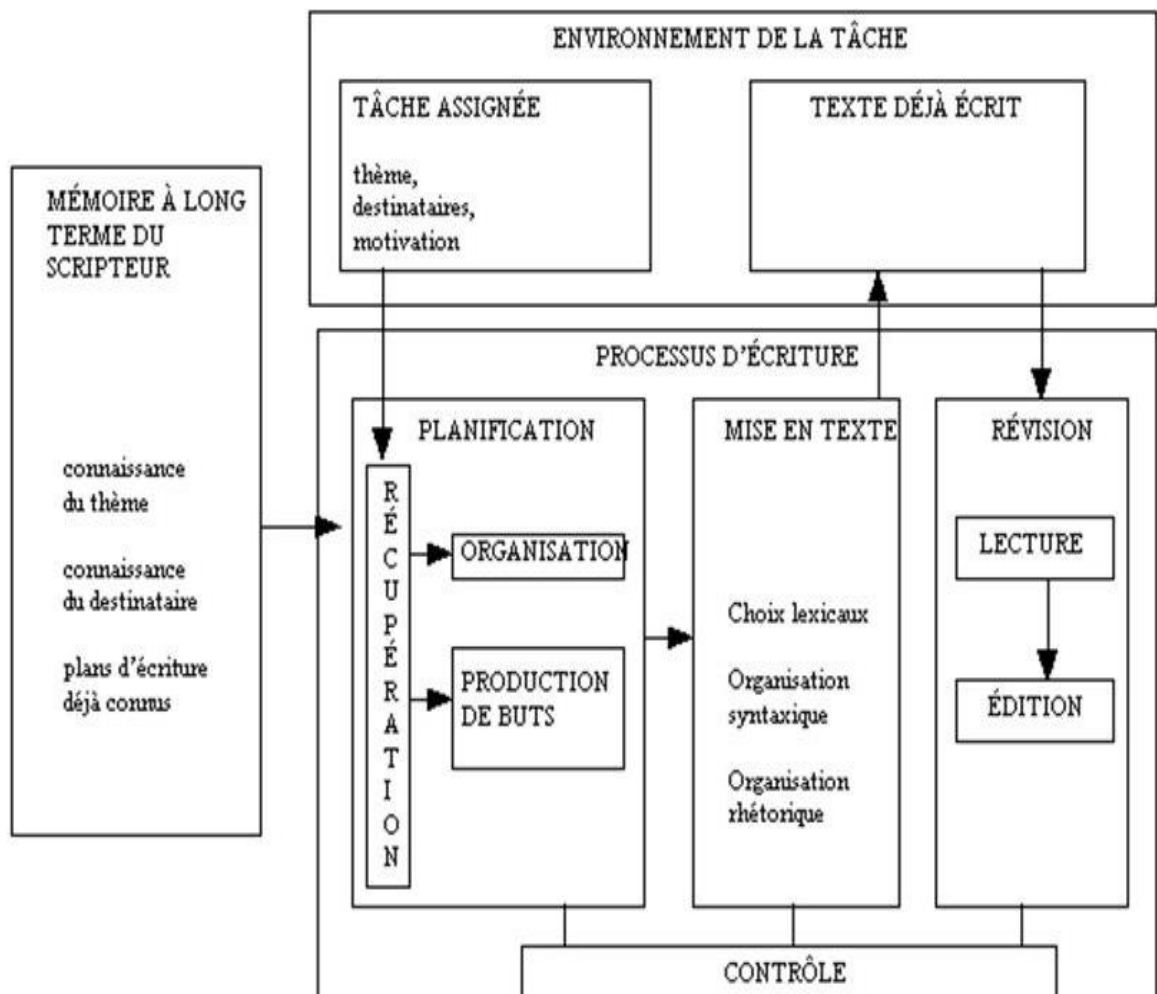 ENVIRONNEMENT DE LA TÂCHE
TÂCHE ASSIGNÉE
thème,
destinataires,
motivation
TEXTE DÉJÀ ÉCRIT
MÉMOIRE À LONG
TERME DU
SCRIPTEUR
connaissance
du thème
connaissance
du destinataire
plans d'écriture
déjà connus
PROCESSUS D'ÉCRITURE
PLANIFICATION
RÉCUPÉRATION
ORGANISATION
PRODUCTION
DE BUTS
MISE EN TEXTE
Choix lexicaux
Organisation
syntaxique
Organisation
rhétorique
RÉVISION
LECTURE
ÉDITION
CONTRÔLE